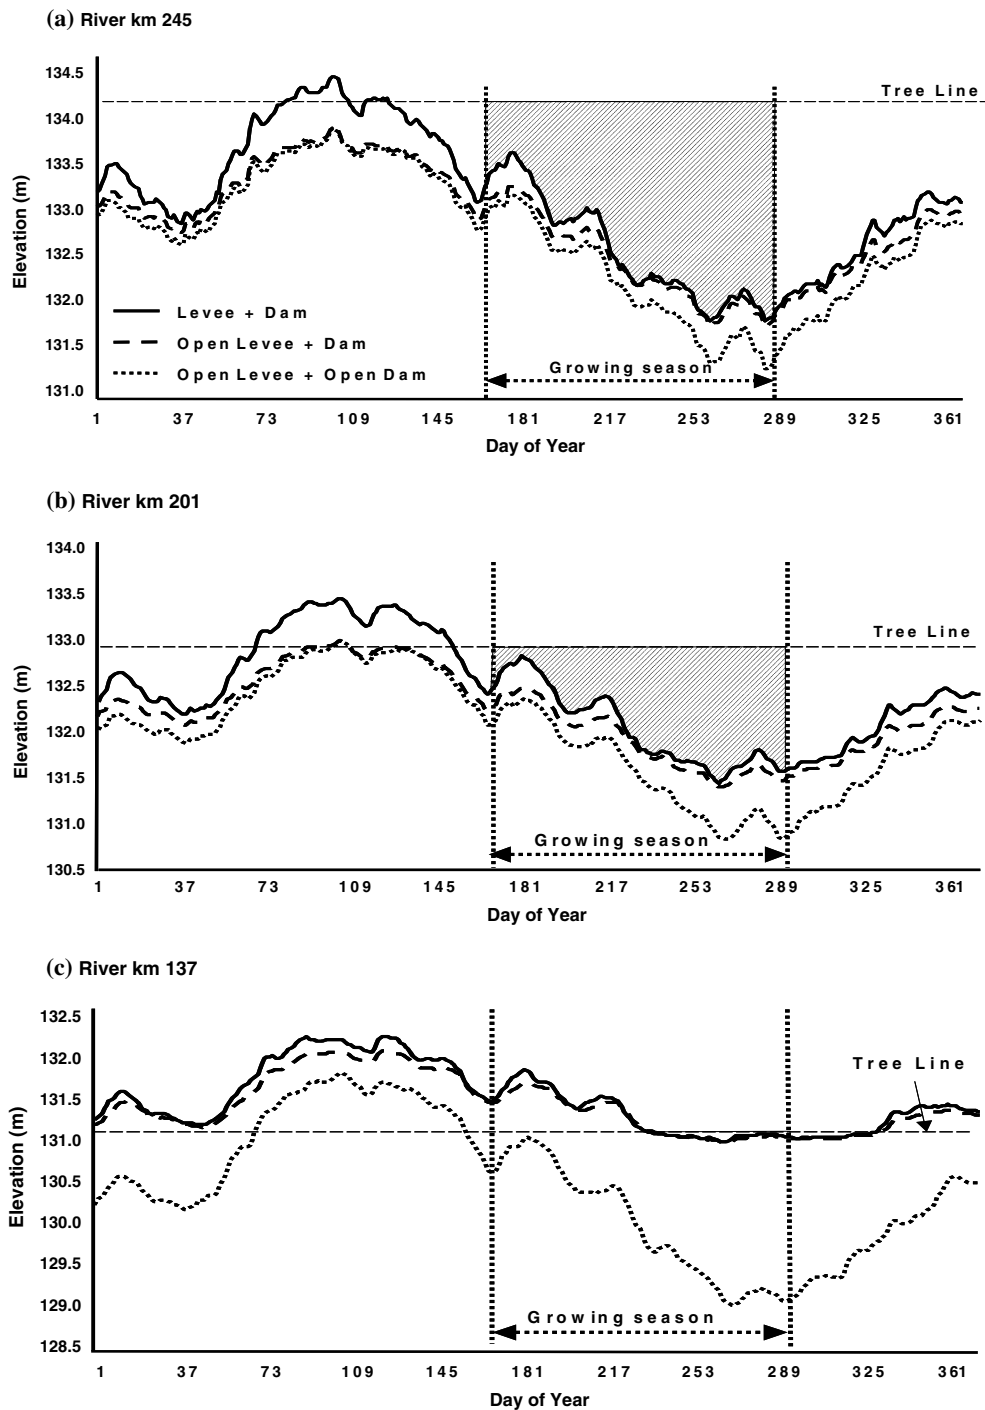 (a) River km 245
134.5
Tree Line
134.0
133.5
133.0
Elevation (m)
132.5
132.0
Levee + Dam
Open Levee + Dam
131.5
Growing season
Open Levee + Open Dam
131.0
1 37 73 109 145 181 217 253 289 325 361
Day of Year
(b) River km 201
134.0
133.5
Tree Line
133.0
132.5
Elevation (m)
132.0
131.5
131.0
Growing season
130.5
1 37 73 109 145 181 217 253 289 325 361
Day of Year
(c) River km 137
132.5
132.0
Tree Line
131.5
131.0
Elevation (m)
130.5
130.0
129.5
129.0
Growing season
128.5
1 37 73 109 145 181 217 253 289 325 361
Day of Year